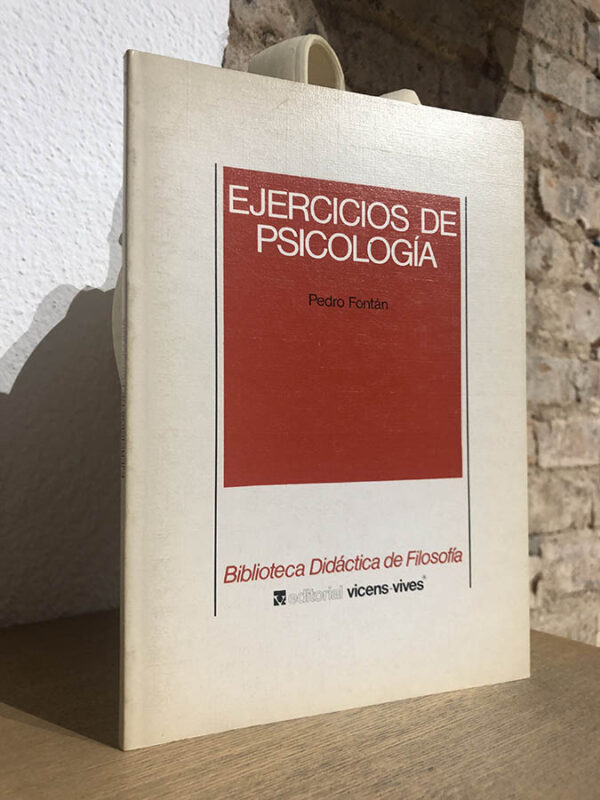 EJERCICIOS DE
PSICOLOGÍA
Pedro Fontán
Biblioteca Didáctica de Filosofía
editorial vicens-vives®